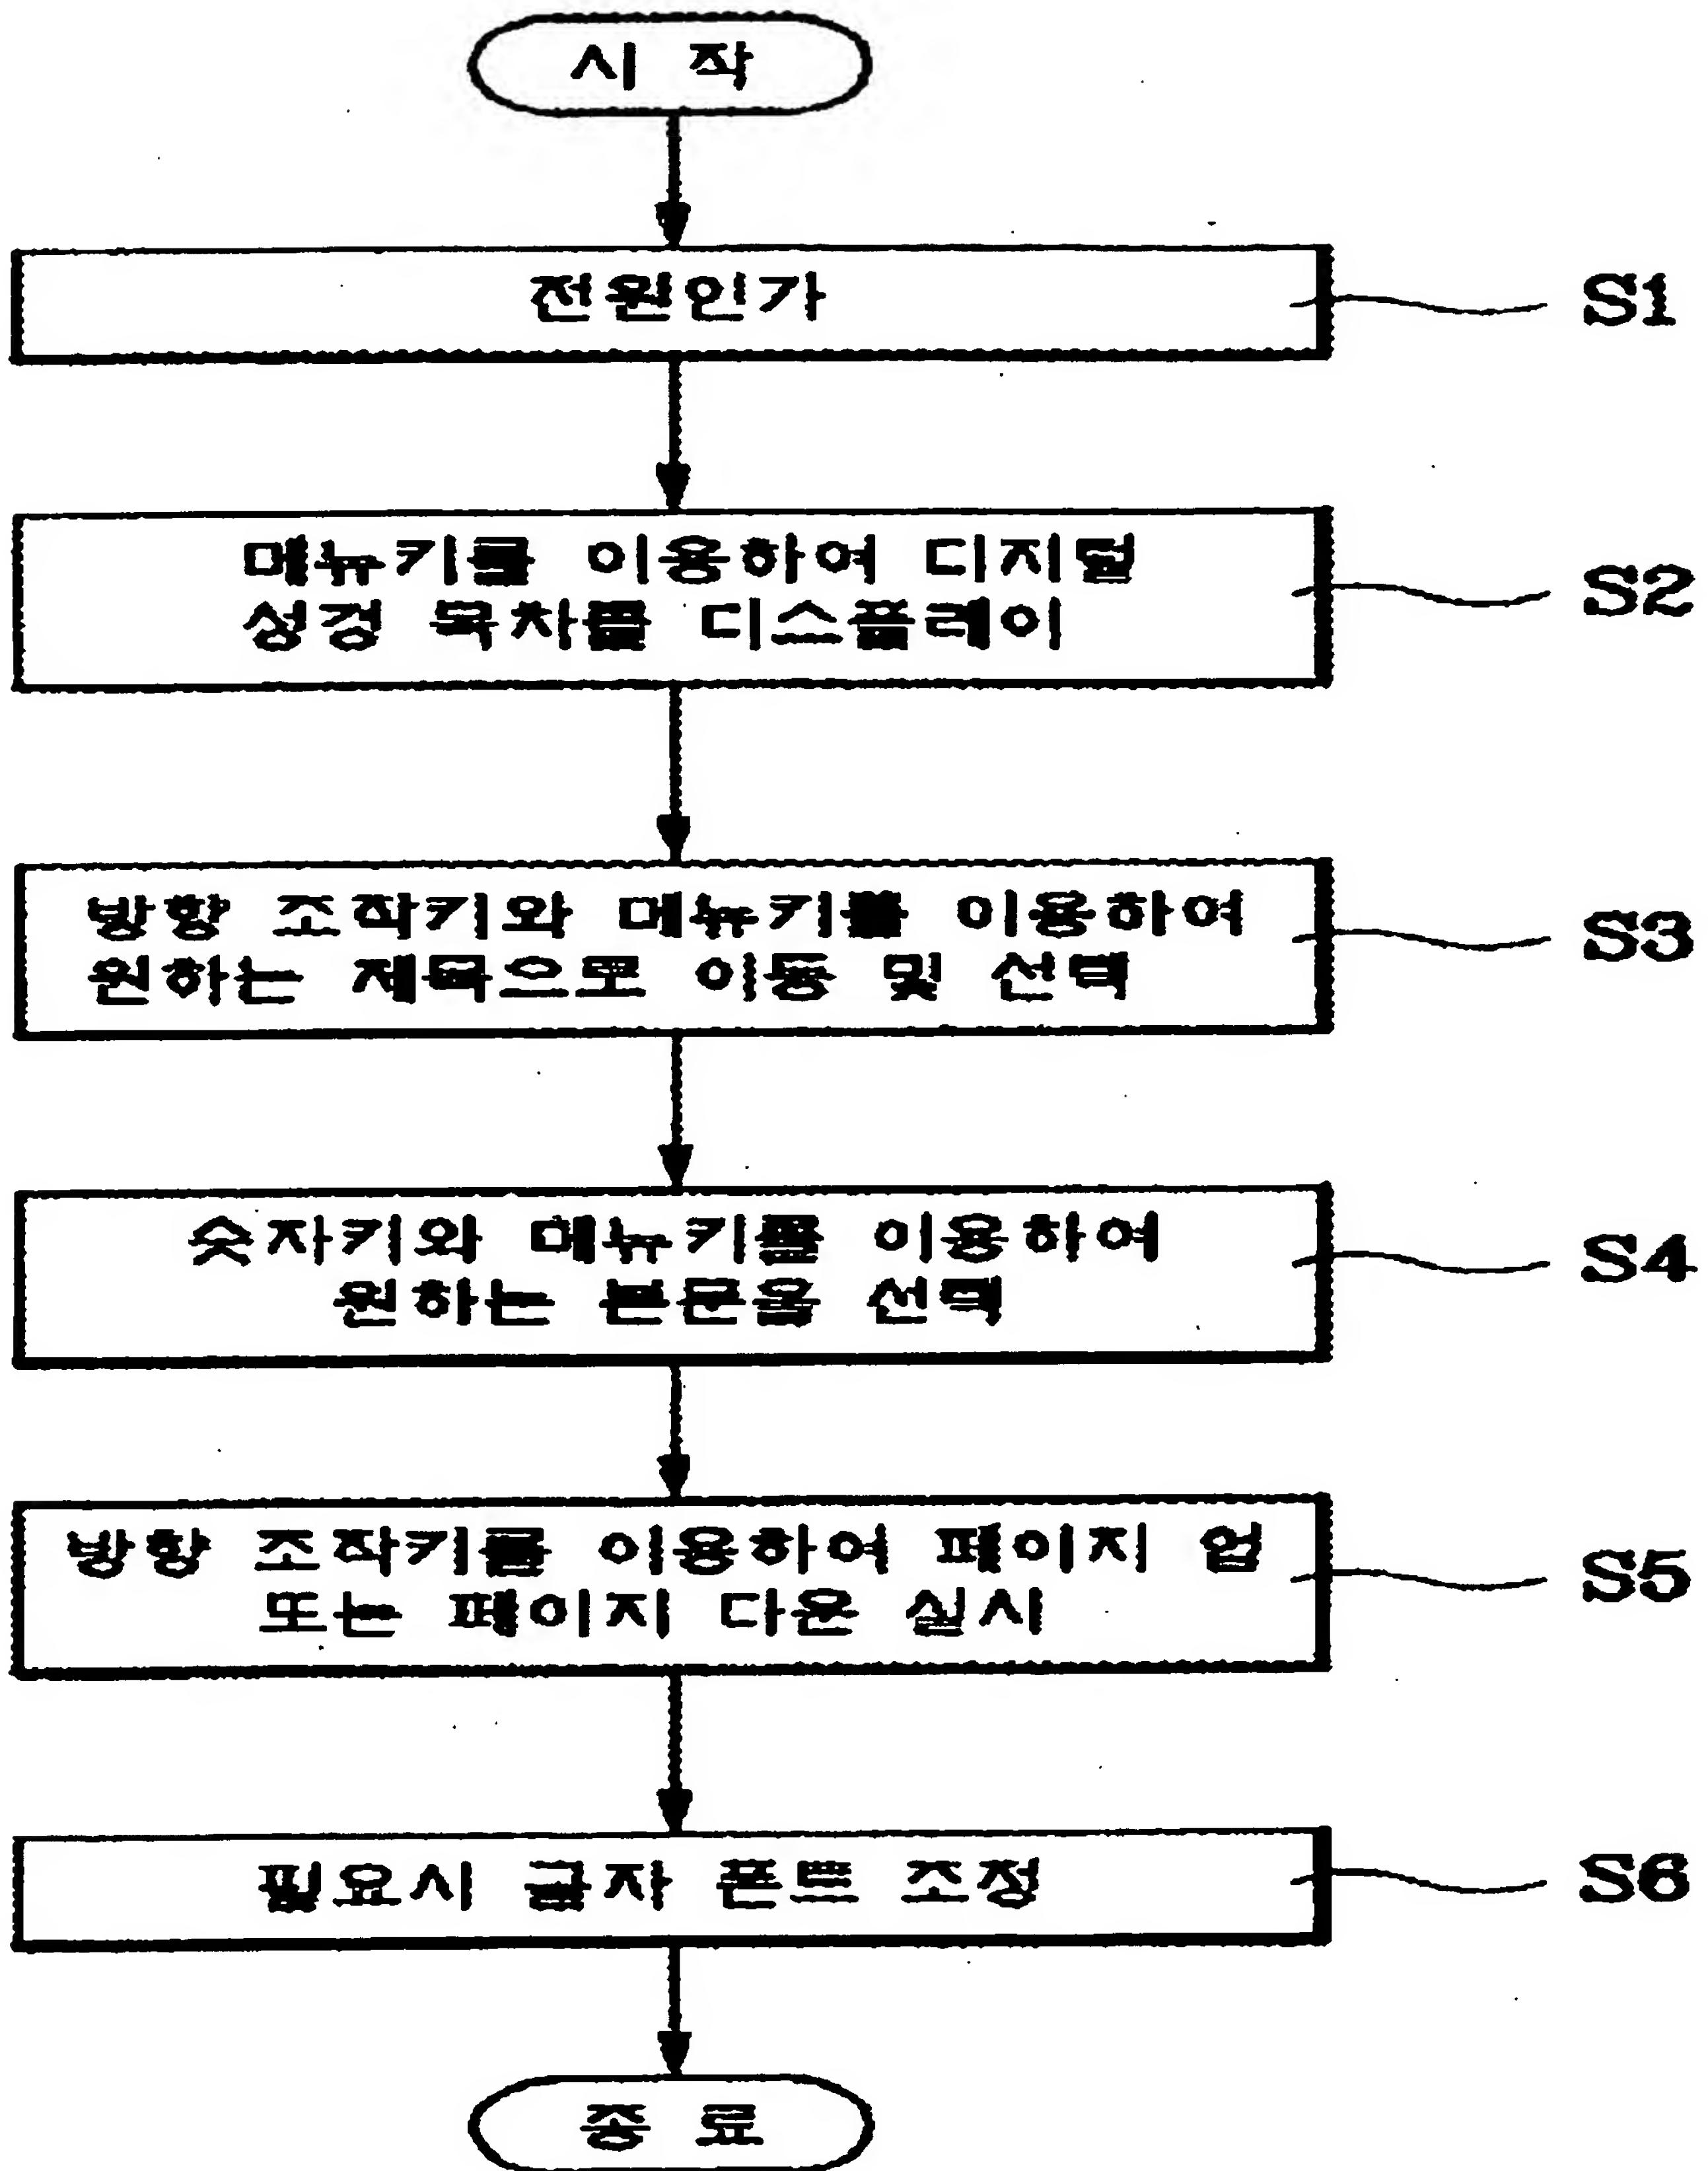 시 작
전원인가
S1
메뉴키를 이용하여 디지털
성경 목차를 디스플레이
S2
방향 조작키와 메뉴키를 이용하여
원하는 제목으로 이동 및 선택
S3
숫자키와 메뉴키를 이용하여
원하는 본문을 선택
S4
방향 조작키를 이용하여 페이지 업
또는 페이지 다운 실시
S5
필요시 글자 폰트 조정
S6
종 료